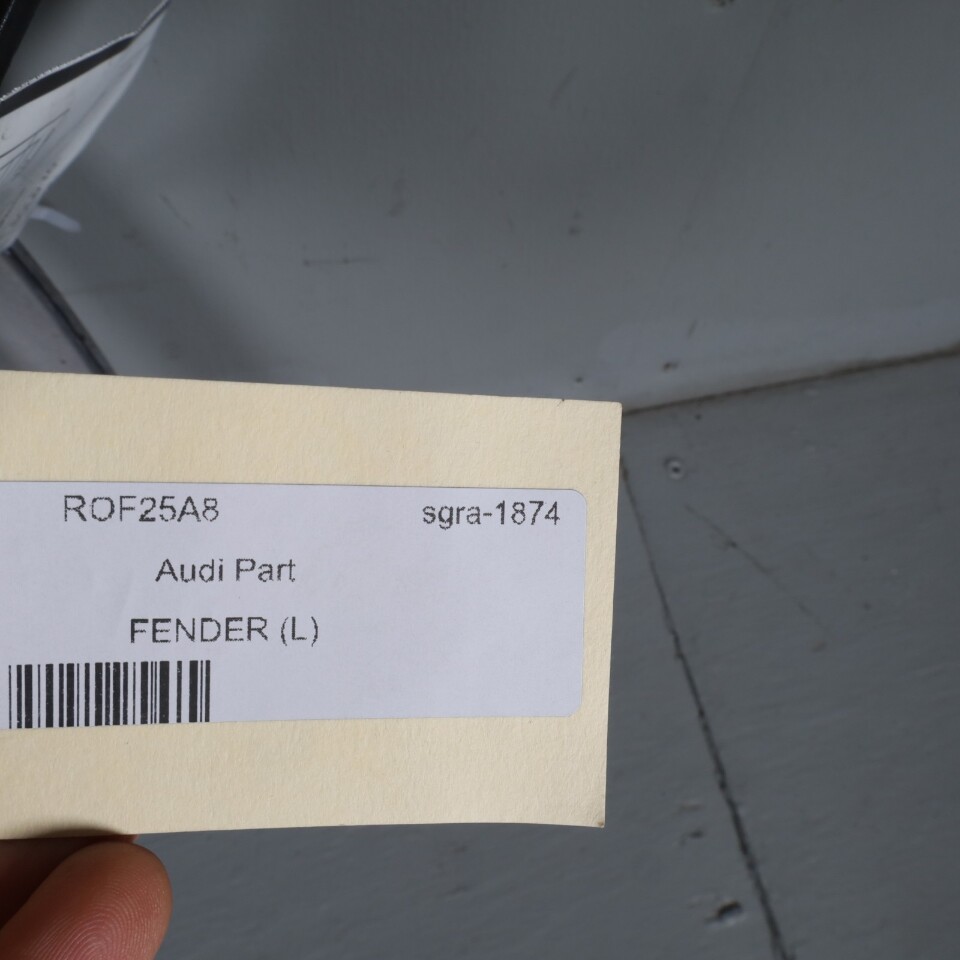 ROF25A8 sgra-1874
Audi Part
FENDER (L)